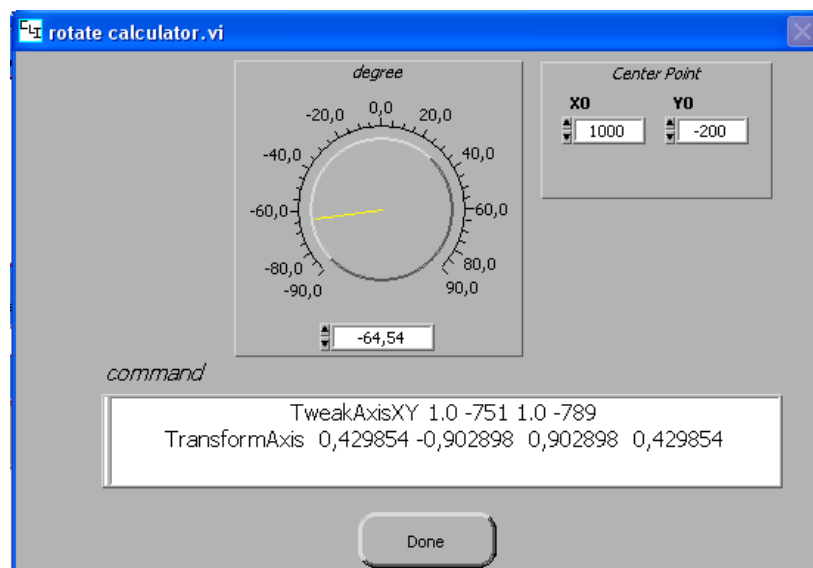 CLI rotate calculator.vi
degree
0,0
-20,0 20,0
-40,0 40,0
-60,0 60,0
-80,0 80,0
-90,0 90,0
-64,54
Center Point
X0 Y0
1000 -200
command
TweakAxisXY 1.0 -751 1.0 -789
TransformAxis 0,429854 -0,902898 0,902898 0,429854
Done